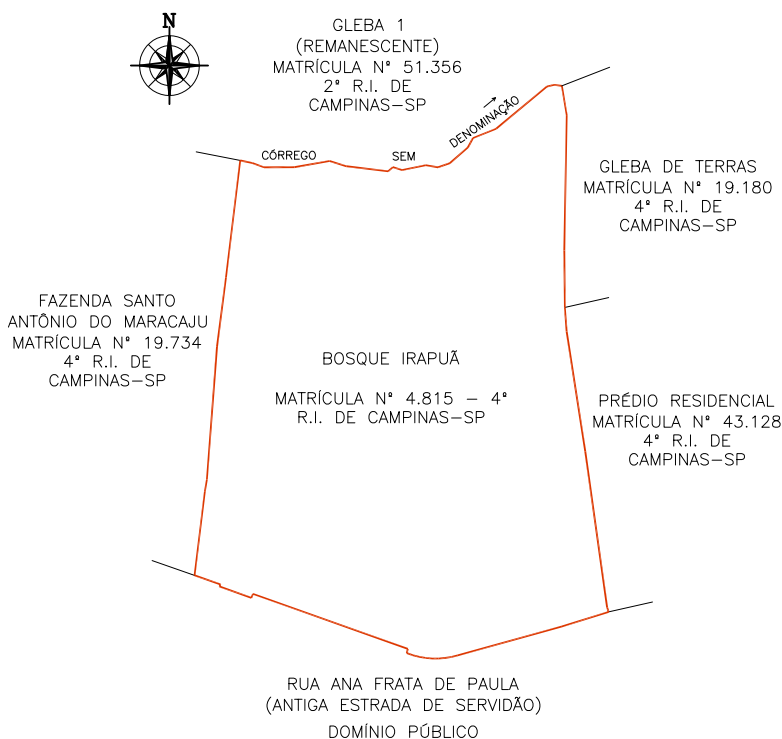 N
GLEBA 1
(REMANESCENTE)
MATRÍCULA Nº 51.356
2º R.I. DE
CAMPINAS-SP
CÓRREGO SEM DENOMINAÇÃO
GLEBA DE TERRAS
MATRÍCULA Nº 19.180
4º R.I. DE
CAMPINAS-SP
FAZENDA SANTO
ANTÔNIO DO MARACAJU
MATRÍCULA Nº 19.734
4º R.I. DE
CAMPINAS-SP
BOSQUE IRAPUÃ
MATRÍCULA Nº 4.815 – 4º
R.I. DE CAMPINAS-SP
PRÉDIO RESIDENCIAL
MATRÍCULA Nº 43.128
4º R.I. DE
CAMPINAS-SP
RUA ANA FRATA DE PAULA
(ANTIGA ESTRADA DE SERVIDÃO)
DOMÍNIO PÚBLICO